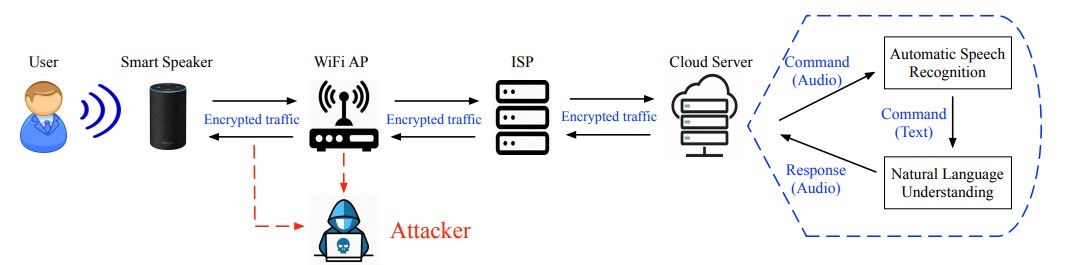 User
Smart Speaker
WiFi AP
ISP
Cloud Server
Encrypted traffic
Encrypted traffic
Encrypted traffic
Attacker
Command
(Audio)
Automatic Speech
Recognition
Command
(Text)
Response
(Audio)
Natural Language
Understanding